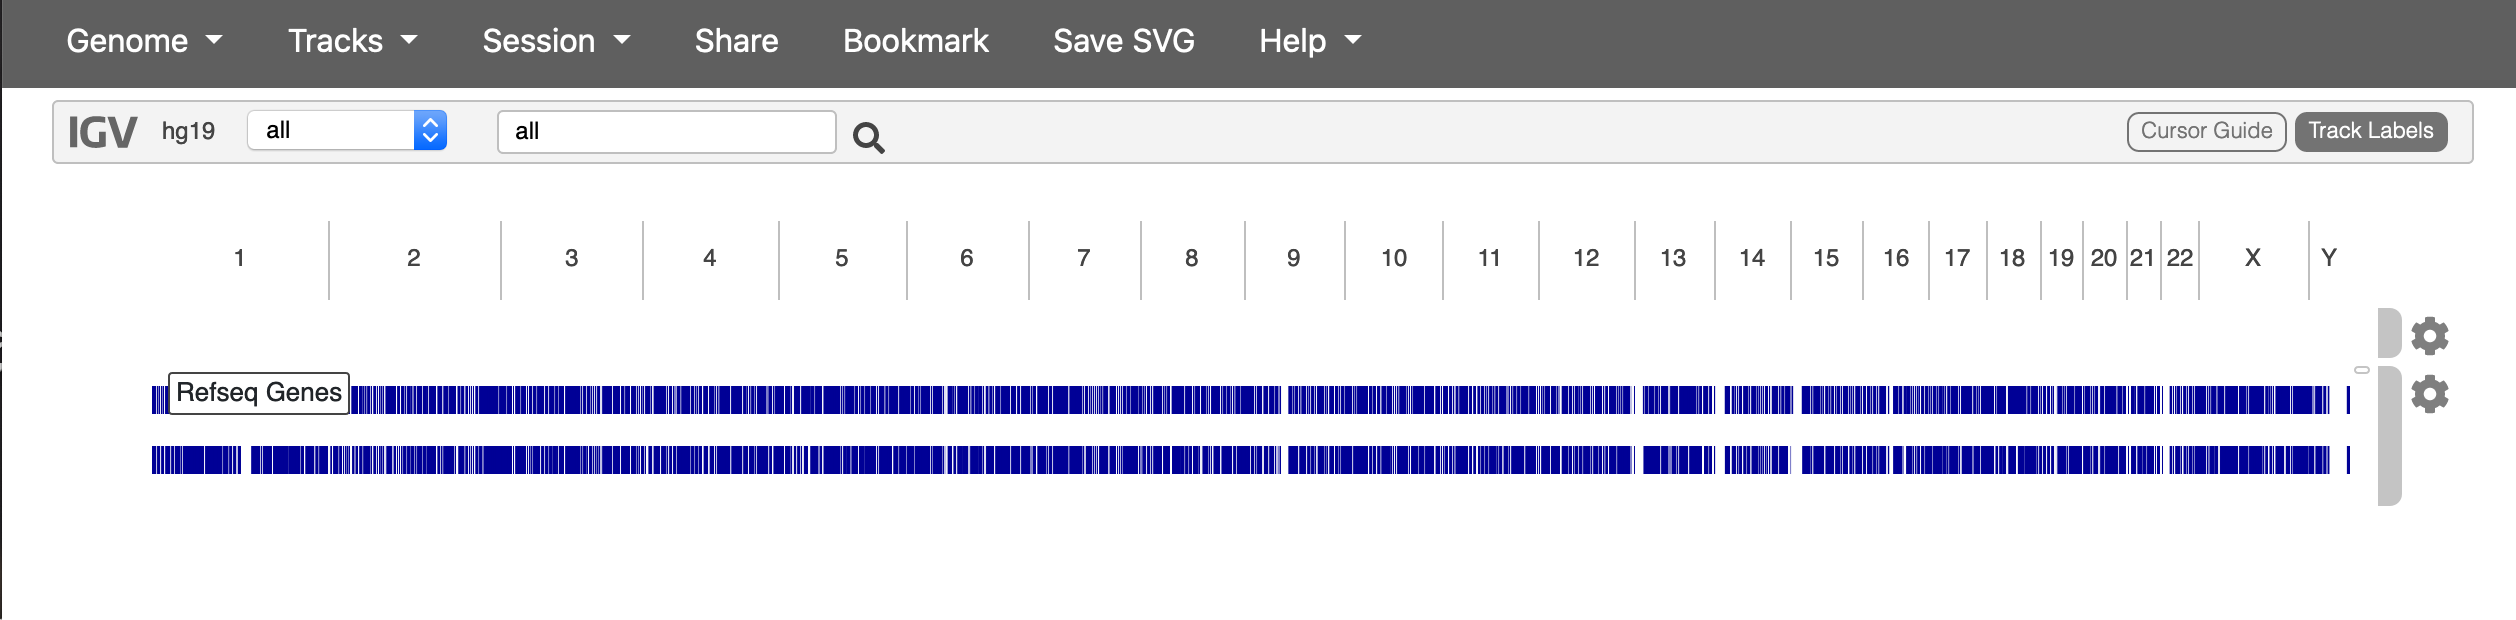 Genome Tracks Session Share Bookmark Save SVG Help
IGV hg19 all all Cursor Guide Track Labels
1 2 3 4 5 6 7 8 9 10 11 12 13 14 15 16 17 18 19 20 21 22 X Y
Refseq Genes